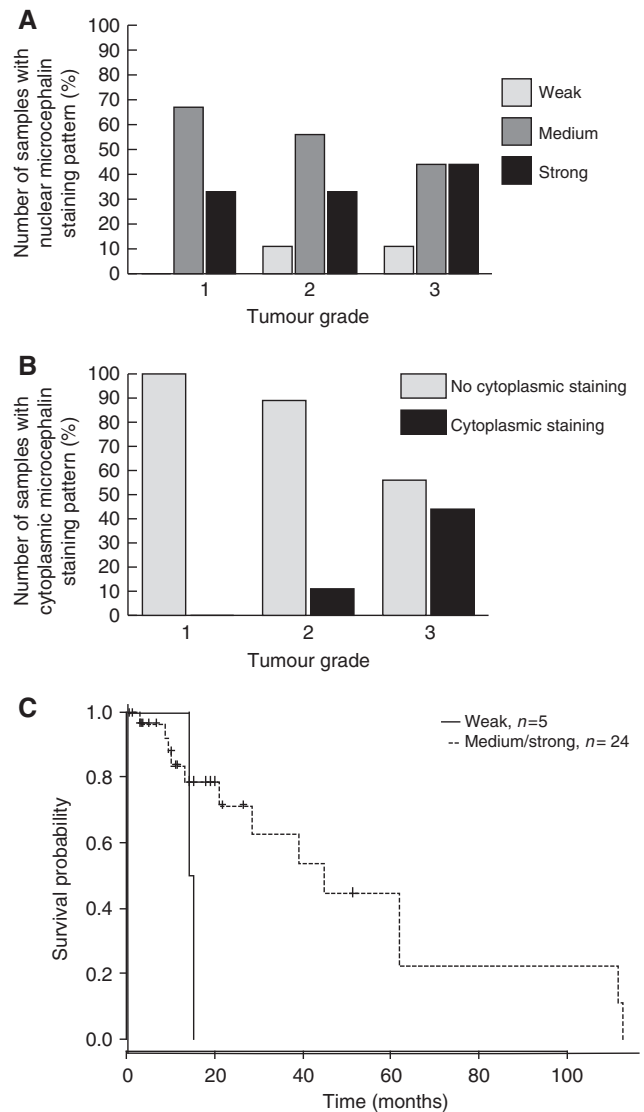 A
Number of samples with
nuclear microcephalin
staining pattern (%)
100
90
80
70
60
50
40
30
20
10
0
1 2 3
Tumour grade
Weak
Medium
Strong
B
Number of samples with
cytoplasmic microcephalin
staining pattern (%)
100
90
80
70
60
50
40
30
20
10
0
1 2 3
Tumour grade
No cytoplasmic staining
Cytoplasmic staining
C
Survival probability
1.0
0.8
0.6
0.4
0.2
0.0
0 20 40 60 80 100
Time (months)
Weak, n=5
Medium/strong, n= 24